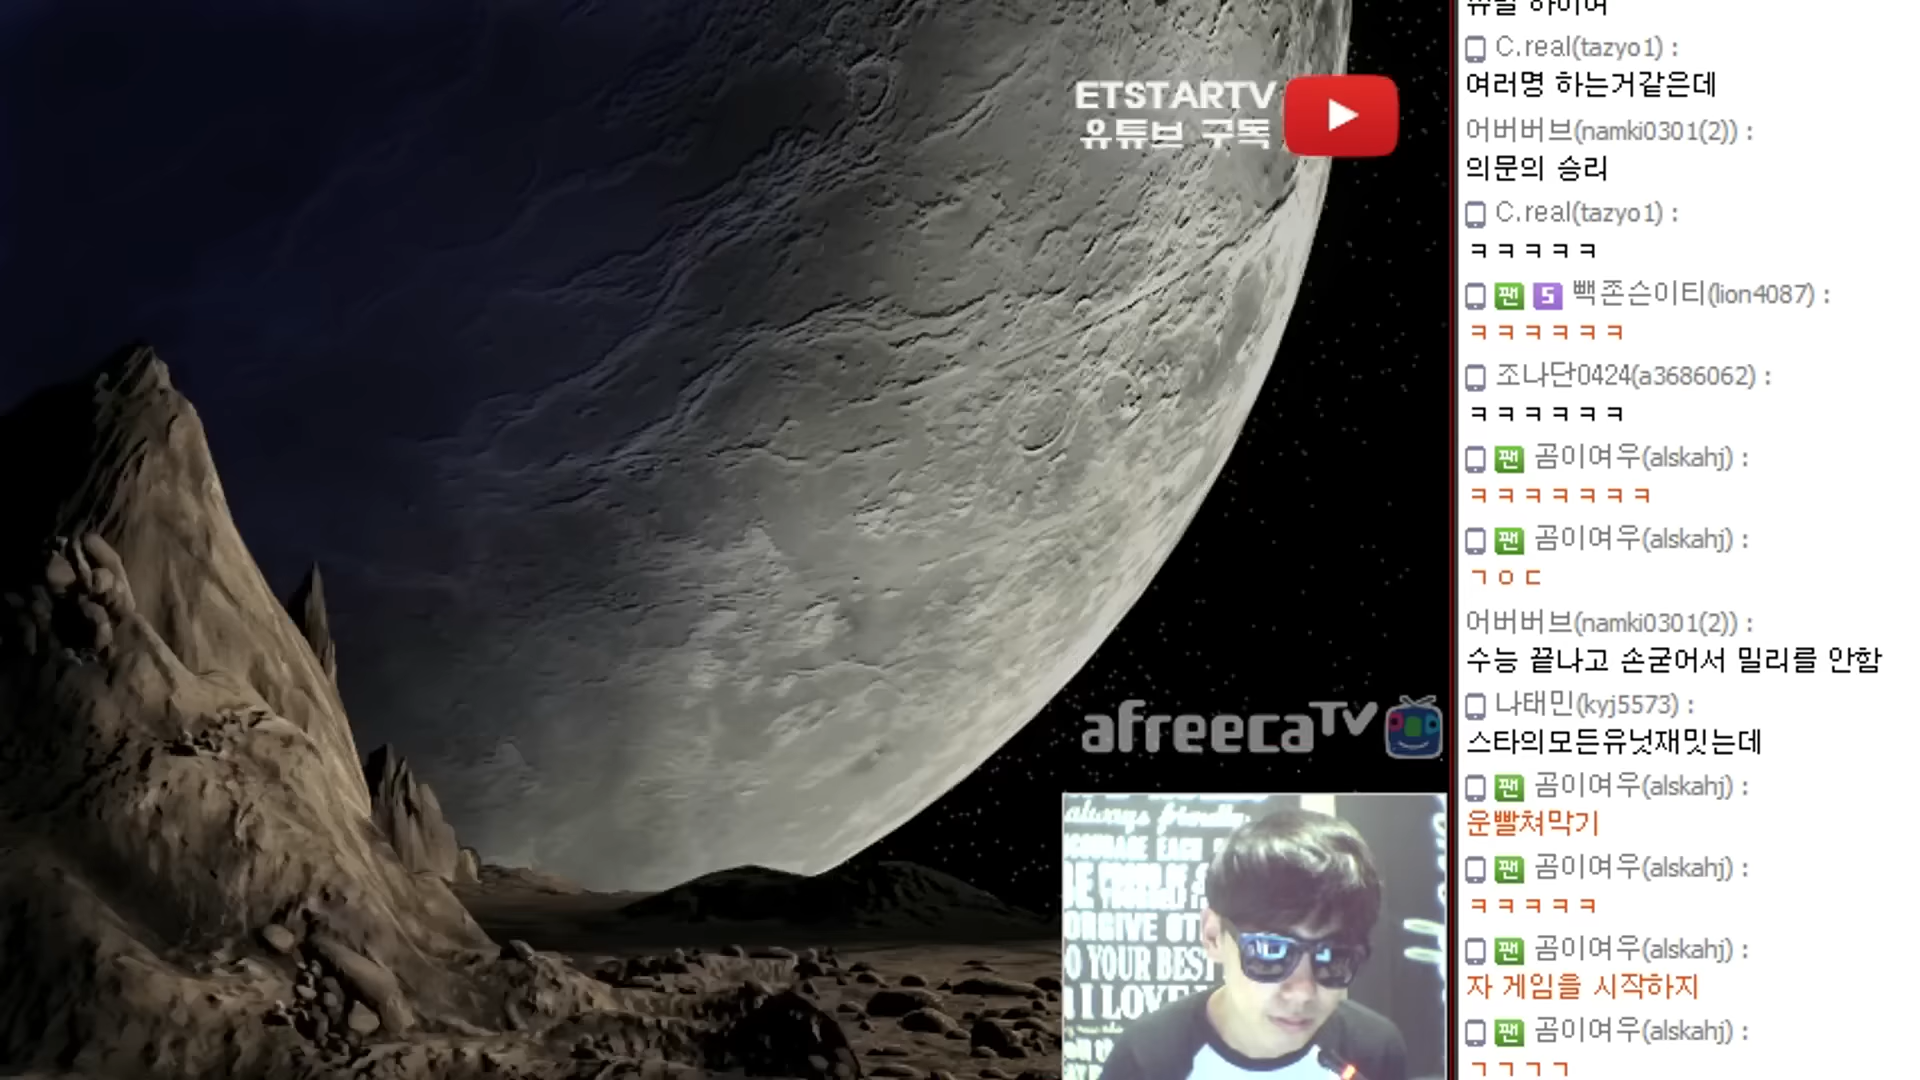 ETSTARTV
유튜브 구독
afreecaTV
always friendly
EACH
YOUR BEST
I LOVE
C.real(tazyo1) :
여러명 하는거같은데
어버버브(namki0301(2)) :
의문의 승리
C.real(tazyo1) :
ㅋㅋㅋㅋㅋ
팬 S 빽존슨이티(lion4087) :
ㅋㅋㅋㅋㅋㅋ
조나단0424(a3686062) :
ㅋㅋㅋㅋㅋㅋ
팬 곰이여우(alskahj) :
ㅋㅋㅋㅋㅋㅋㅋ
팬 곰이여우(alskahj) :
ㄱㅇㄷ
어버버브(namki0301(2)) :
수능 끝나고 손굳어서 밀리를 안함
나태민(kyj5573) :
스타의모든유닛재밋는데
팬 곰이여우(alskahj) :
운빨쳐막기
팬 곰이여우(alskahj) :
ㅋㅋㅋㅋㅋ
팬 곰이여우(alskahj) :
자 게임을 시작하지
팬 곰이여우(alskahj) :